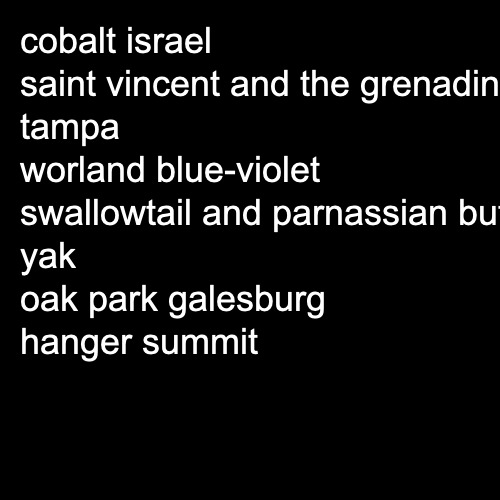 cobalt israel
saint vincent and the grenadin
tampa
worland blue-violet
swallowtail and parnassian bu
yak
oak park galesburg
hanger summit